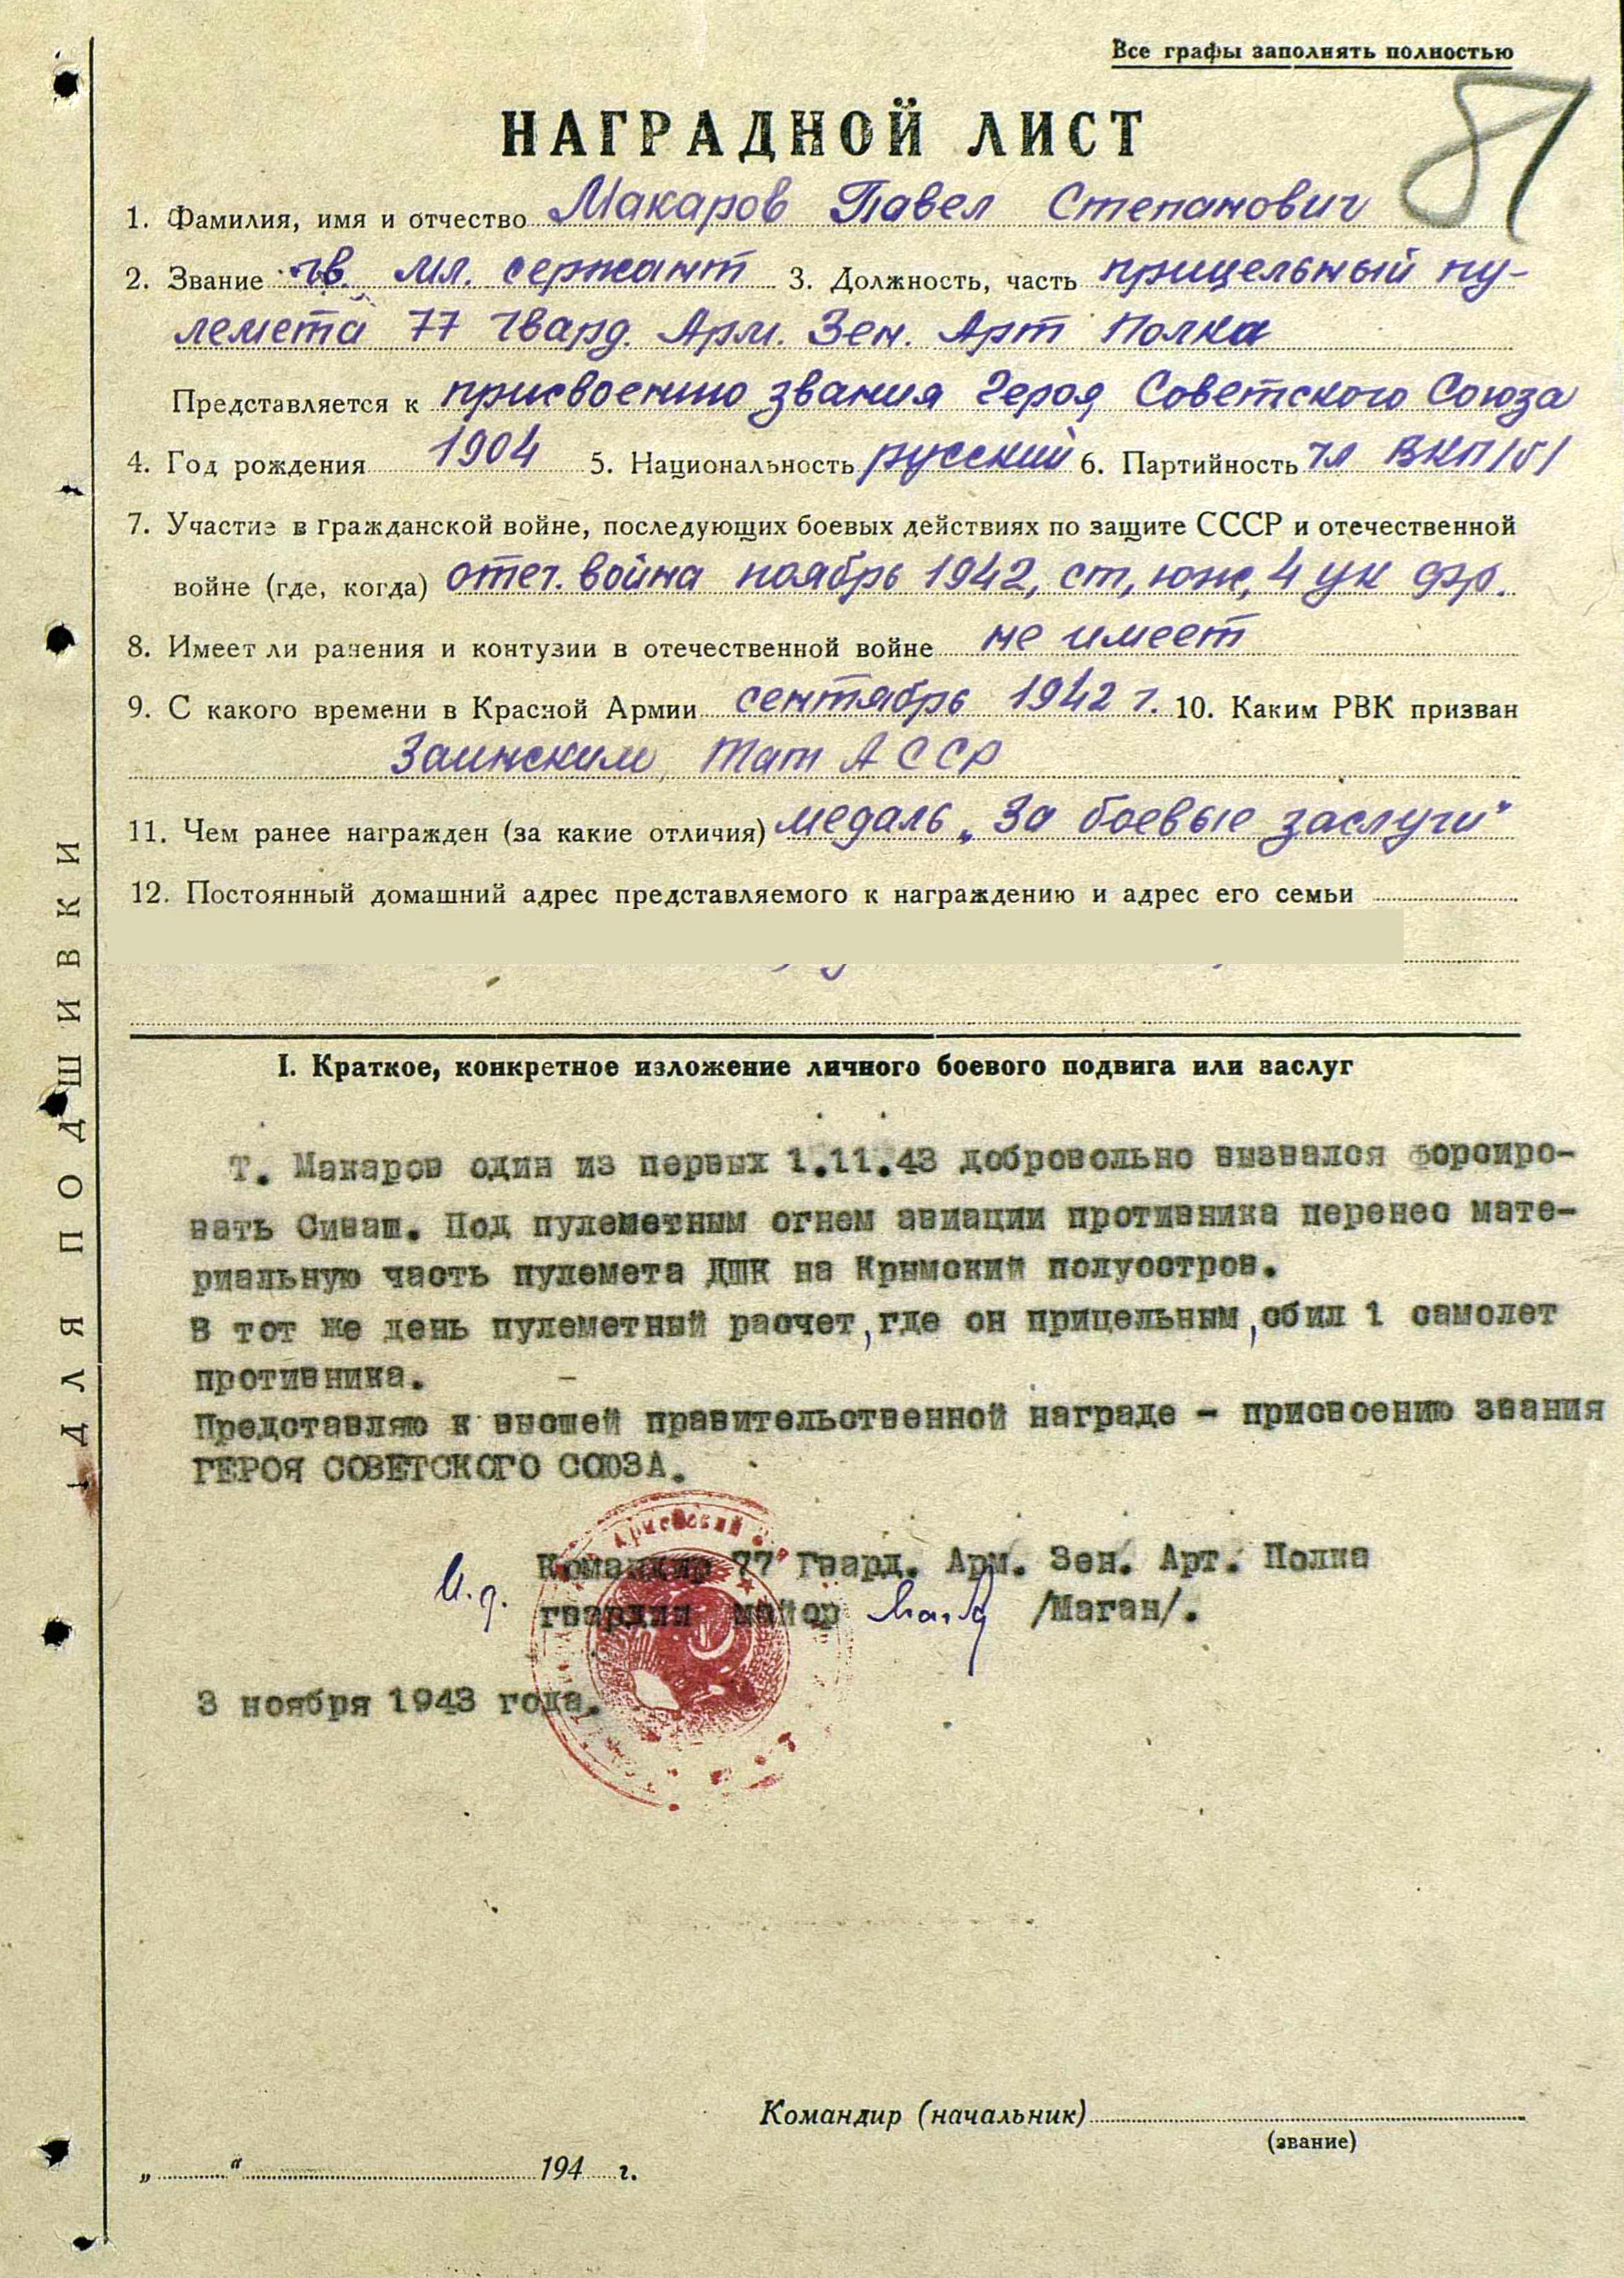 Все графы заполнять полностью
81
НАГРАДНОЙ ЛИСТ
1. Фамилия, имя и отчество Макаров Павел Степанович
2. Звание гв. мл. сержант 3. Должность, часть прицельный пу-
лемета 77 Гвард. Арм. Зен. Арт Полка
Представляется к присвоению звания Героя Советского Союза
4. Год рождения 1904 5. Национальность русский 6. Партийность чл ВКП/б/
7. Участие в гражданской войне, последующих боевых действиях по защите СССР и отечественной
войне (где, когда) отеч. война ноябрь 1942, ст, юж, 4 ук фр.
8. Имеет ли ранения и контузии в отечественной войне не имеет
9. С какого времени в Красной Армии сентябрь 1942 г. 10. Каким РВК призван
Заинским Тат АССР
11. Чем ранее награжден (за какие отличия) медаль „За боевые заслуги"
12. Постоянный домашний адрес представляемого к награждению и адрес его семьи
I. Краткое, конкретное изложение личного боевого подвига или заслуг
Т. Макаров один из первых 1.11.43 добровольно вызвался форсиро-
вать Сиваш. Под пулеметным огнем авиации противника перенес мате-
риальную часть пулемета ДШК на Крымский полуостров.
В тот же день пулеметный расчет, где он прицельным, сбил 1 самолет
противника.
Представляю к высшей правительственной награде - присвоению звания
ГЕРОЯ СОВЕТСКОГО СОЮЗА.
И.д. Командир 77 Гвард. Арм. Зен. Арт. Полка
гвардии майор /Маган/.
3 ноября 1943 года.
Командир (начальник)
(звание)
„ " 194 г.
ДЛЯ ПОДШИВКИ